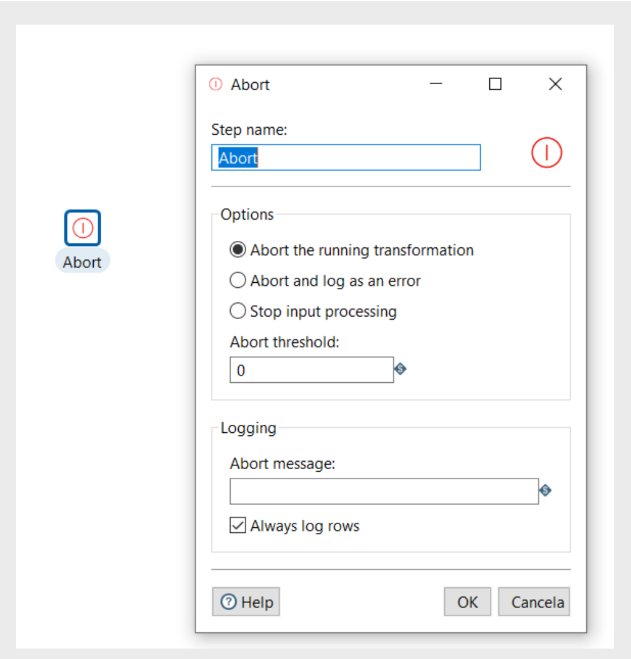 Abort
Step name:
Abort
Abort
Options
Abort the running transformation
Abort and log as an error
Stop input processing
Abort threshold:
0
Logging
Abort message:
Always log rows
Help
OK
Cancela